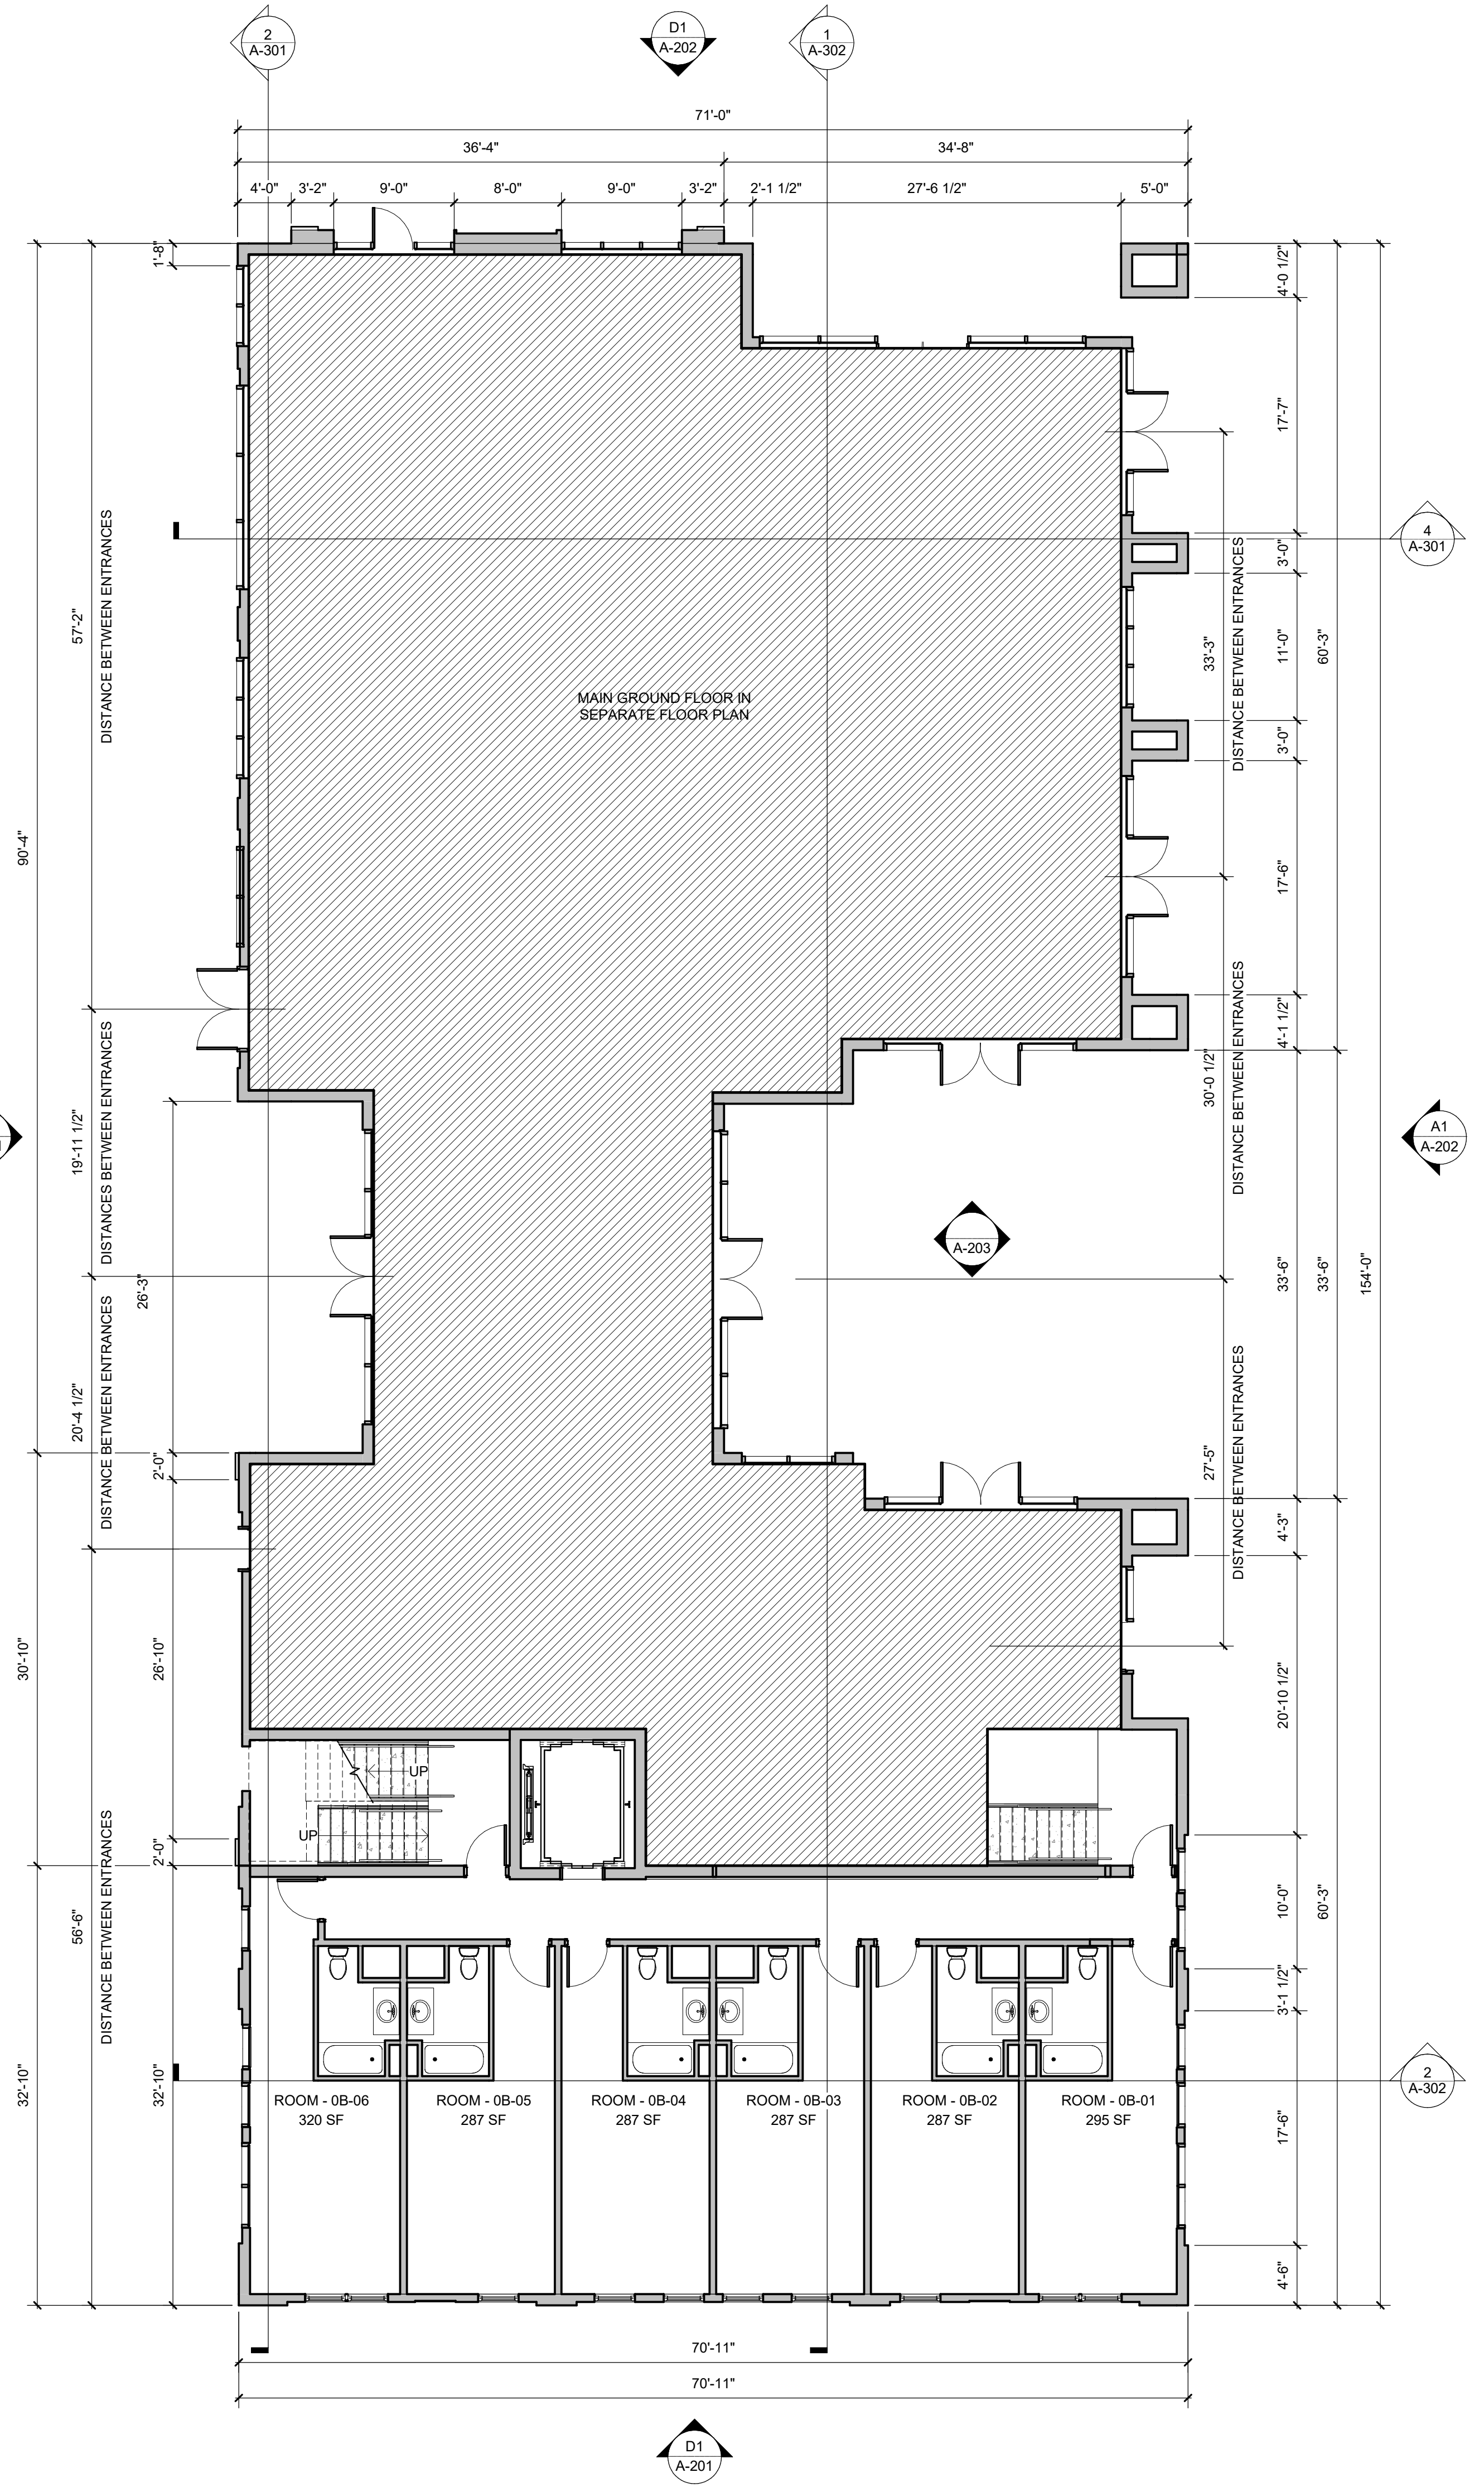 2
A-301
D1
A-202
1
A-302
71'-0"
36'-4"
34'-8"
4'-0"
3'-2"
9'-0"
8'-0"
9'-0"
3'-2"
2'-1 1/2"
27'-6 1/2"
5'-0"
1'-8"
4'-0 1/2"
17'-7"
4
A-301
3'-0"
DISTANCE BETWEEN ENTRANCES
57'-2"
DISTANCE BETWEEN ENTRANCES
33'-3"
11'-0"
60'-3"
MAIN GROUND FLOOR IN
SEPARATE FLOOR PLAN
3'-0"
90'-4"
17'-6"
4'-1 1/2"
DISTANCES BETWEEN ENTRANCES
19'-11 1/2"
DISTANCE BETWEEN ENTRANCES
30'-0 1/2"
A1
A-202
A-203
26'-3"
33'-6"
33'-6"
154'-0"
DISTANCE BETWEEN ENTRANCES
20'-4 1/2"
2'-0"
DISTANCE BETWEEN ENTRANCES
27'-5"
4'-3"
30'-10"
26'-10"
20'-10 1/2"
UP
UP
2'-0"
DISTANCE BETWEEN ENTRANCES
56'-6"
10'-0"
60'-3"
3'-1 1/2"
32'-10"
32'-10"
2
A-302
ROOM - 0B-06
320 SF
ROOM - 0B-05
287 SF
ROOM - 0B-04
287 SF
ROOM - 0B-03
287 SF
ROOM - 0B-02
287 SF
ROOM - 0B-01
295 SF
17'-6"
4'-6"
70'-11"
70'-11"
D1
A-201